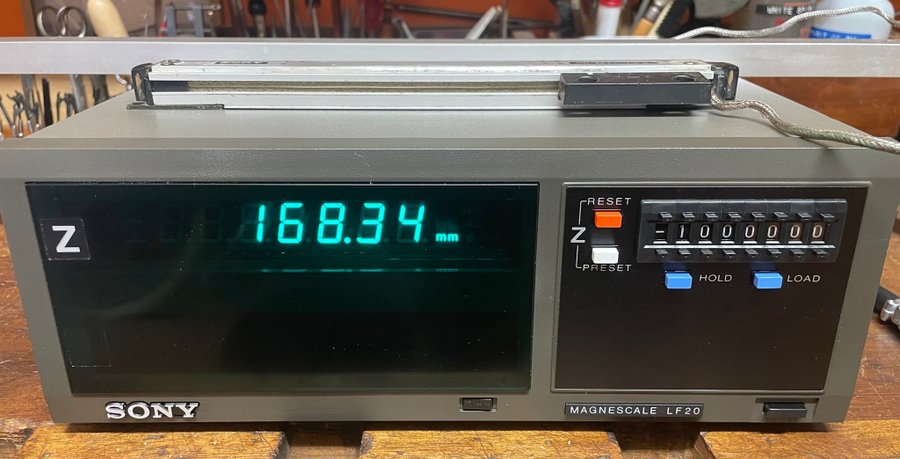 RESET
168.34 mm
-1000000
Z
Z
PRESET
HOLD
LOAD
SONY
MAGNESCALE LF20